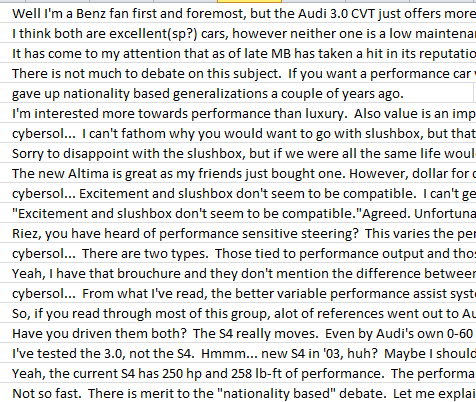 Well I'm a Benz fan first and foremost, but the Audi 3.0 CVT just offers more
I think both are excellent(sp?) cars, however neither one is a low maintena
It has come to my attention that as of late MB has taken a hit in its reputatio
There is not much to debate on this subject.  If you want a performance car
gave up nationality based generalizations a couple of years ago.
I'm interested more towards performance than luxury.  Also value is an imp
cybersol...  I can't fathom why you would want to go with slushbox, but that
Sorry to disappoint with the slushbox, but if we were all the same life woul
The new Altima is great as my friends just bought one. However, dollar for d
cybersol... Excitement and slushbox don't seem to be compatible.  I can't ge
"Excitement and slushbox don't seem to be compatible."Agreed. Unfortuna
Riez, you have heard of performance sensitive steering?  This varies the per
cybersol...  There are two types.  Those tied to performance output and thos
Yeah, I have that brouchure and they don't mention the difference between
cybersol...  From what I've read, the better variable performance assist syst
So, if you read through most of this group, alot of references went out to Au
Have you driven them both?  The S4 really moves.  Even by Audi's own 0-60
I've tested the 3.0, not the S4.  Hmmm... new S4 in '03, huh?  Maybe I shoul
Yeah, the current S4 has 250 hp and 258 lb-ft of performance.  The performa
Not so fast.  There is merit to the "nationality based" debate.  Let me explai